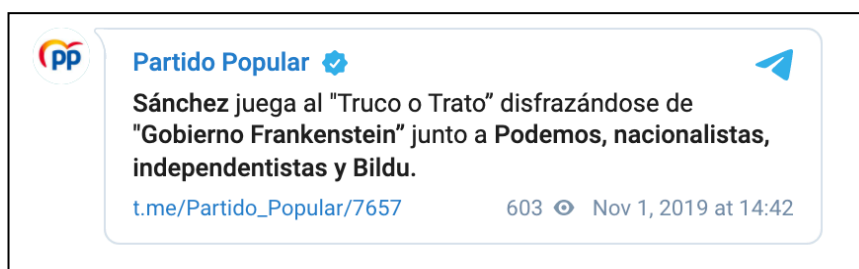 PP
Partido Popular
Sánchez juega al "Truco o Trato” disfrazándose de
"Gobierno Frankenstein” junto a Podemos, nacionalistas,
independentistas y Bildu.
t.me/Partido_Popular/7657 603 Nov 1, 2019 at 14:42